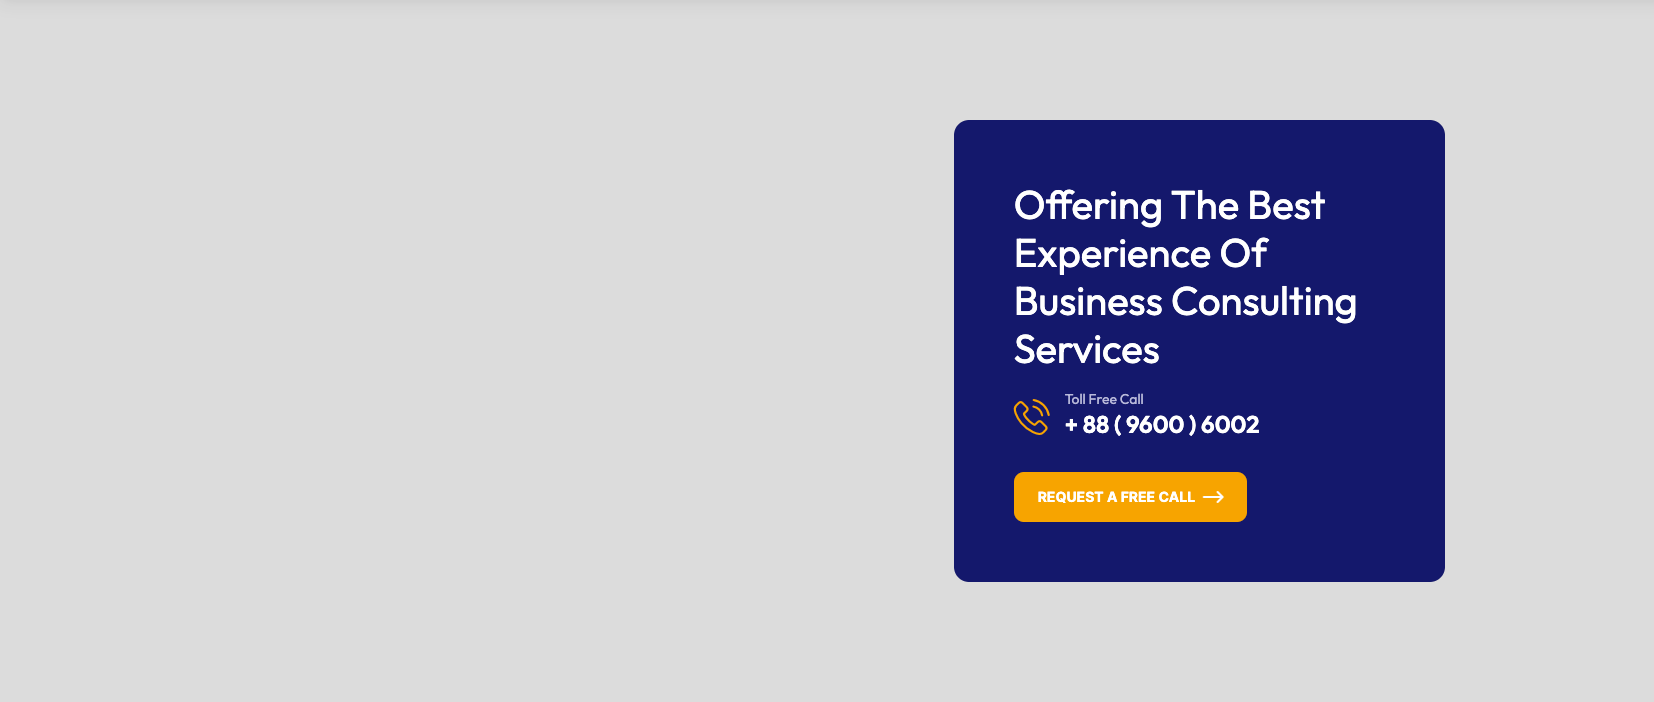 Offering The Best
Experience Of
Business Consulting
Services
Toll Free Call
+ 88 ( 9600 ) 6002
REQUEST A FREE CALL